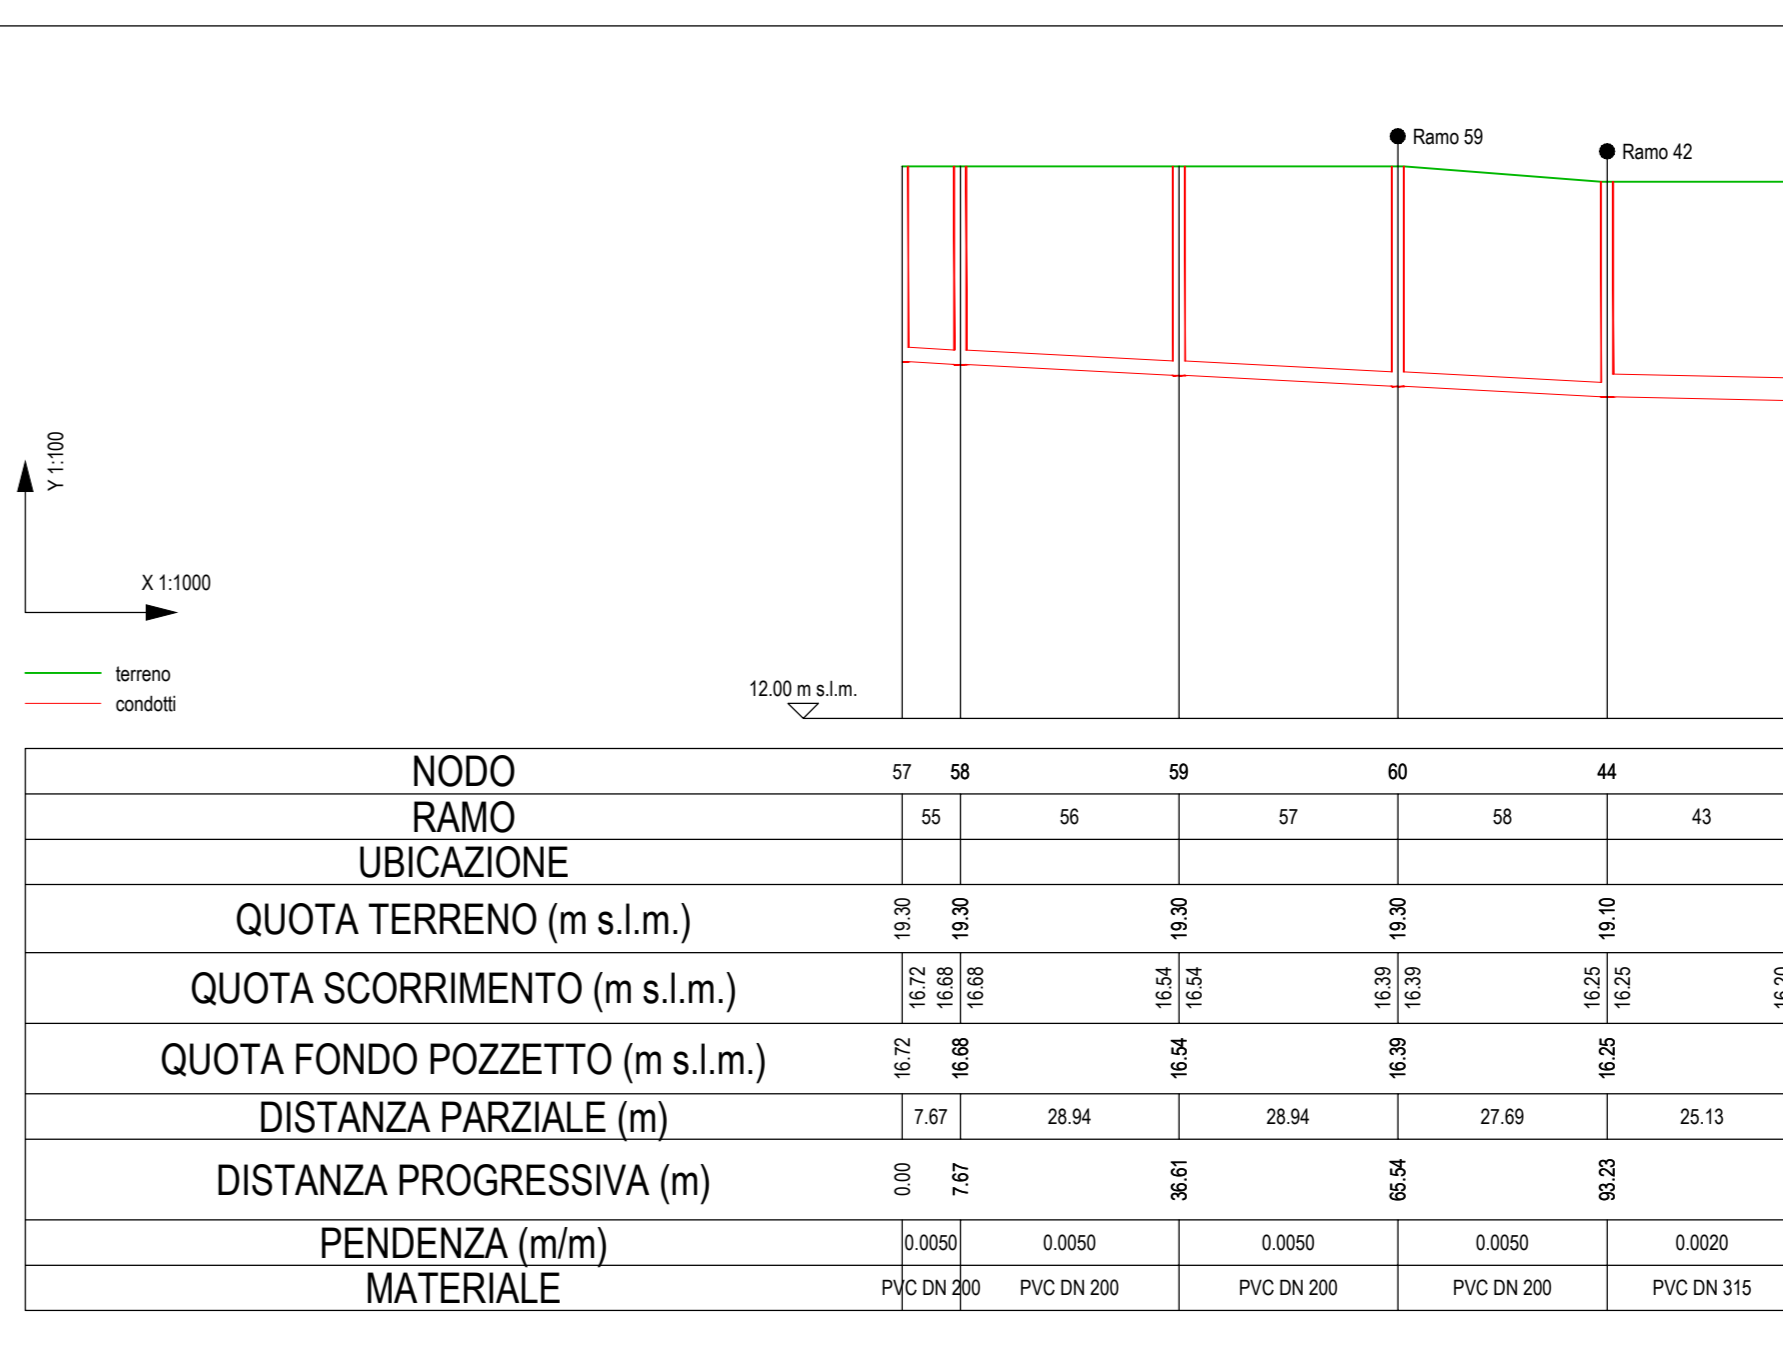 Ramo 59
Ramo 42
Y 1:100
X 1:1000
terreno
condotti
12.00 m s.l.m.
NODO 57 58 59 60 44
RAMO 55 56 57 58 43
UBICAZIONE
QUOTA TERRENO (m s.l.m.) 19.30 19.30 19.30 19.30 19.10
QUOTA SCORRIMENTO (m s.l.m.) 16.72 16.68 16.68 16.54 16.54 16.39 16.39 16.25 16.25 16.20
QUOTA FONDO POZZETTO (m s.l.m.) 16.72 16.68 16.54 16.39 16.25
DISTANZA PARZIALE (m) 7.67 28.94 28.94 27.69 25.13
DISTANZA PROGRESSIVA (m) 0.00 7.67 36.61 65.54 93.23
PENDENZA (m/m) 0.0050 0.0050 0.0050 0.0050 0.0020
MATERIALE PVC DN 200 PVC DN 200 PVC DN 200 PVC DN 200 PVC DN 315